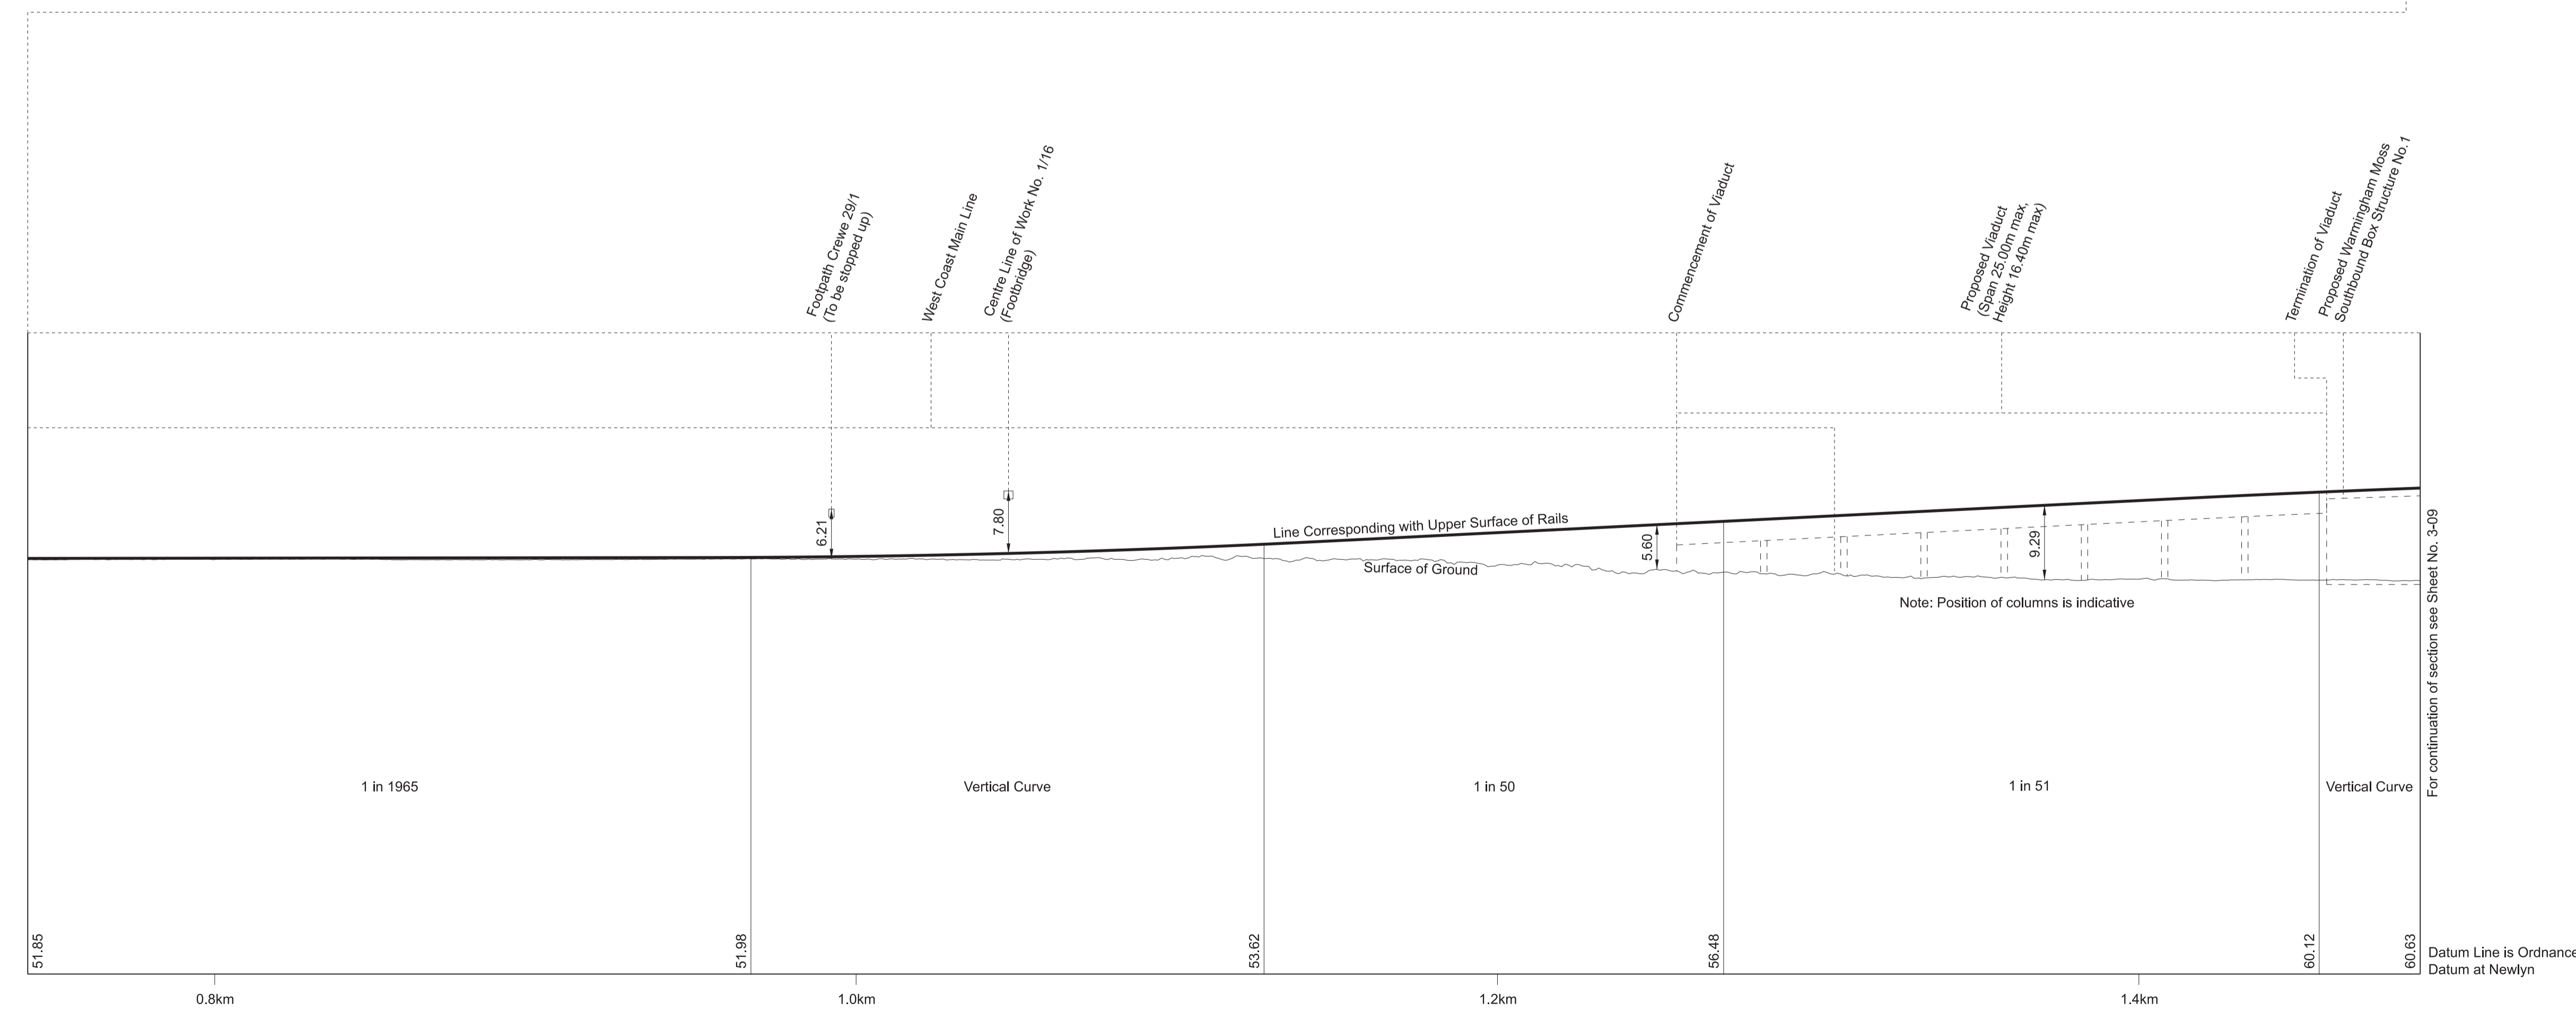 Footpath Crewe 29/1
(To be stopped up)
West Coast Main Line
Centre Line of Work No. 1/16
(Footbridge)
Commencement of Viaduct
Proposed Viaduct
(Span 25.00m max,
Height 16.40m max)
Termination of Viaduct
Proposed Warmingham Moss
Southbound Box Structure No.1
6.21
7.80
Line Corresponding with Upper Surface of Rails
5.60
9.29
Surface of Ground
Note: Position of columns is indicative
For continuation of section see Sheet No. 3-09
1 in 1965
Vertical Curve
1 in 50
1 in 51
Vertical Curve
51.85
51.98
53.62
56.48
60.12
60.63
Datum Line is Ordnance
Datum at Newlyn
0.8km
1.0km
1.2km
1.4km